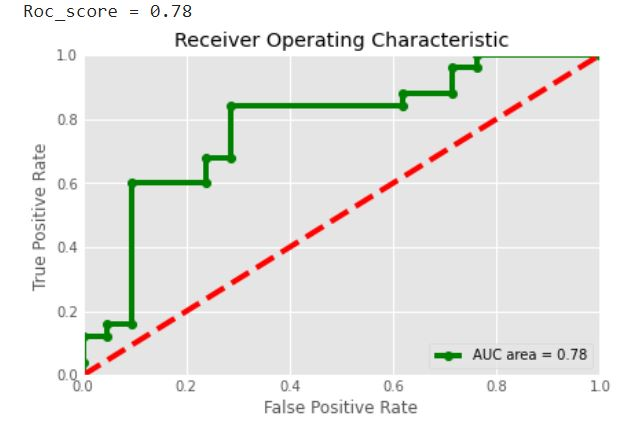 Roc_score = 0.78
Receiver Operating Characteristic
1.0
0.8
0.6
0.4
0.2
0.0
True Positive Rate
AUC area = 0.78
0.0 0.2 0.4 0.6 0.8 1.0
False Positive Rate